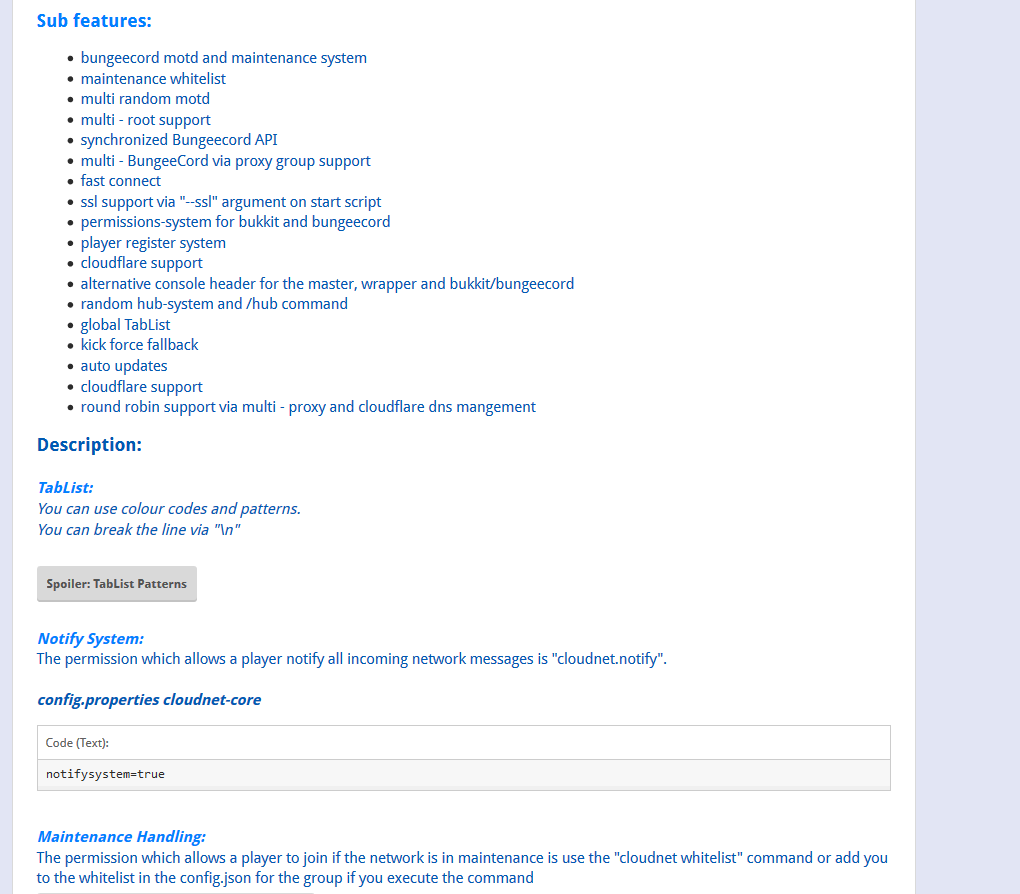 Sub features:
bungeecord motd and maintenance system
maintenance whitelist
multi random motd
multi - root support
synchronized Bungeecord API
multi - BungeeCord via proxy group support
fast connect
ssl support via "--ssl" argument on start script
permissions-system for bukkit and bungeecord
player register system
cloudflare support
alternative console header for the master, wrapper and bukkit/bungeecord
random hub-system and /hub command
global TabList
kick force fallback
auto updates
cloudflare support
round robin support via multi - proxy and cloudflare dns mangement
Description:
TabList:
You can use colour codes and patterns.
You can break the line via "\n"
Spoiler: TabList Patterns
Notify System:
The permission which allows a player notify all incoming network messages is "cloudnet.notify".
config.properties cloudnet-core
Code (Text):
notifysystem=true
Maintenance Handling:
The permission which allows a player to join if the network is in maintenance is use the "cloudnet whitelist" command or add you
to the whitelist in the config.json for the group if you execute the command